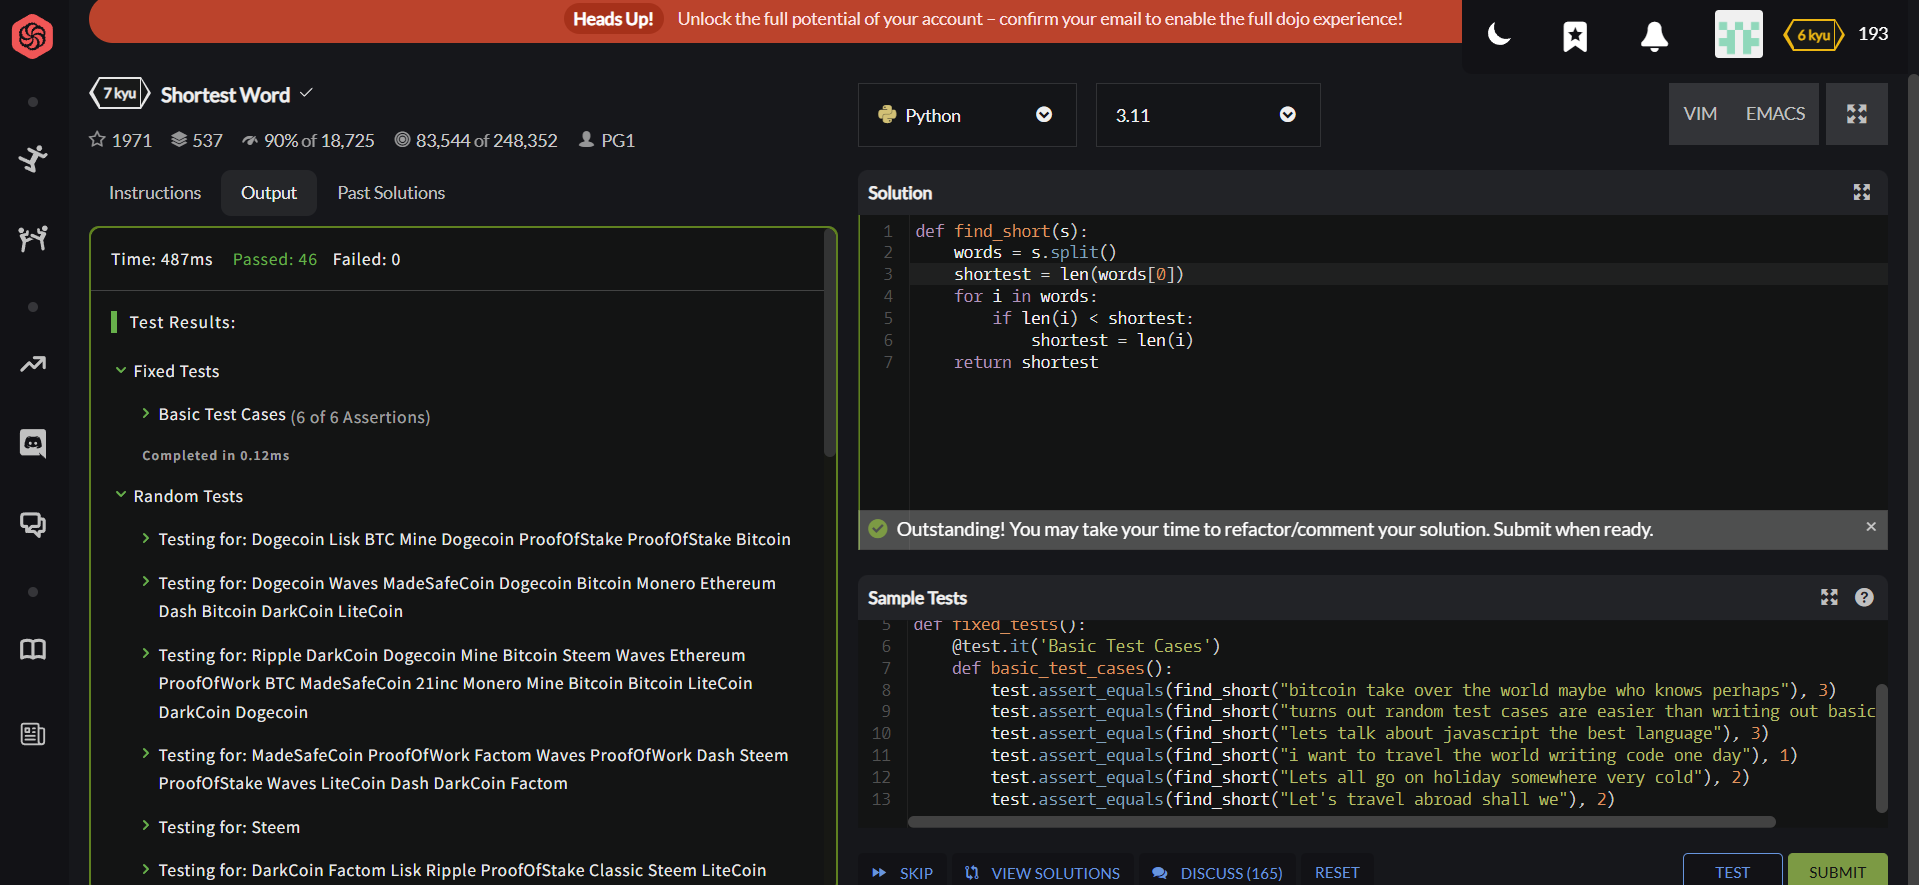 Heads Up! Unlock the full potential of your account – confirm your email to enable the full dojo experience!
6 kyu 193
7 kyu Shortest Word
1971 537 90% of 18,725 83,544 of 248,352 PG1
Python 3.11 VIM EMACS
Instructions Output Past Solutions
Time: 487ms Passed: 46 Failed: 0
Test Results:
Fixed Tests
Basic Test Cases (6 of 6 Assertions)
Completed in 0.12ms
Random Tests
Testing for: Dogecoin Lisk BTC Mine Dogecoin ProofOfStake ProofOfStake Bitcoin
Testing for: Dogecoin Waves MadeSafeCoin Dogecoin Bitcoin Monero Ethereum
Dash Bitcoin DarkCoin LiteCoin
Testing for: Ripple DarkCoin Dogecoin Mine Bitcoin Steem Waves Ethereum
ProofOfWork BTC MadeSafeCoin 21inc Monero Mine Bitcoin Bitcoin LiteCoin
DarkCoin Dogecoin
Testing for: MadeSafeCoin ProofOfWork Factom Waves ProofOfWork Dash Steem
ProofOfStake Waves LiteCoin Dash DarkCoin Factom
Testing for: Steem
Testing for: DarkCoin Factom Lisk Ripple ProofOfStake Classic Steem LiteCoin
Solution
1 def find_short(s):
2 words = s.split()
3 shortest = len(words[0])
4 for i in words:
5 if len(i) < shortest:
6 shortest = len(i)
7 return shortest
Outstanding! You may take your time to refactor/comment your solution. Submit when ready. ×
Sample Tests ?
5 def fixed_tests():
6 @test.it('Basic Test Cases')
7 def basic_test_cases():
8 test.assert_equals(find_short("bitcoin take over the world maybe who knows perhaps"), 3)
9 test.assert_equals(find_short("turns out random test cases are easier than writing out basic
10 test.assert_equals(find_short("lets talk about javascript the best language"), 3)
11 test.assert_equals(find_short("i want to travel the world writing code one day"), 1)
12 test.assert_equals(find_short("Lets all go on holiday somewhere very cold"), 2)
13 test.assert_equals(find_short("Let's travel abroad shall we"), 2)
SKIP VIEW SOLUTIONS DISCUSS (165) RESET TEST SUBMIT